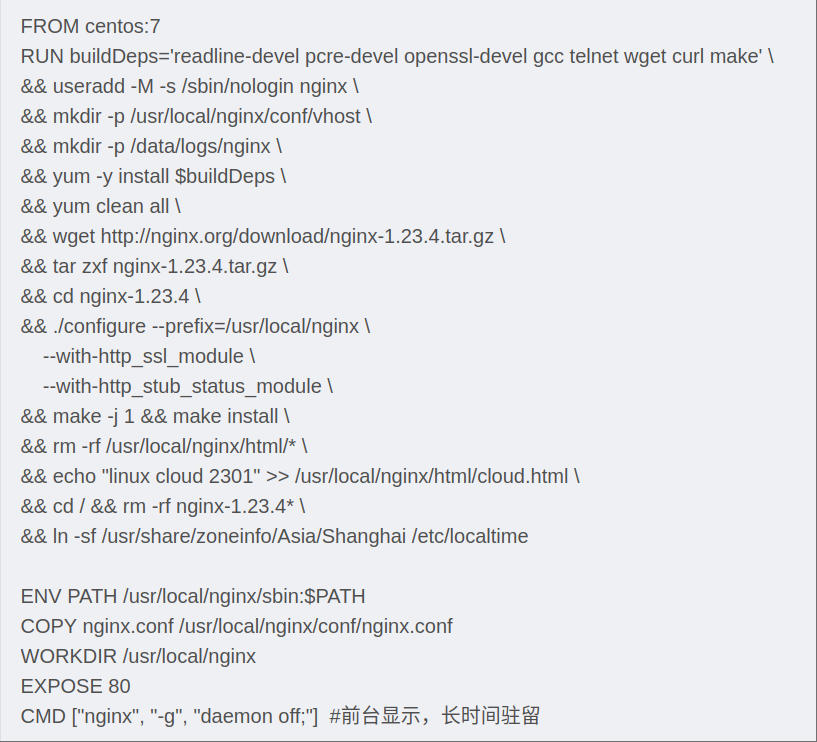 FROM centos:7
RUN buildDeps='readline-devel pcre-devel openssl-devel gcc telnet wget curl make' \
&& useradd -M -s /sbin/nologin nginx \
&& mkdir -p /usr/local/nginx/conf/vhost \
&& mkdir -p /data/logs/nginx \
&& yum -y install $buildDeps \
&& yum clean all \
&& wget http://nginx.org/download/nginx-1.23.4.tar.gz \
&& tar zxf nginx-1.23.4.tar.gz \
&& cd nginx-1.23.4 \
&& ./configure --prefix=/usr/local/nginx \
    --with-http_ssl_module \
    --with-http_stub_status_module \
&& make -j 1 && make install \
&& rm -rf /usr/local/nginx/html/* \
&& echo "linux cloud 2301" >> /usr/local/nginx/html/cloud.html \
&& cd / && rm -rf nginx-1.23.4* \
&& ln -sf /usr/share/zoneinfo/Asia/Shanghai /etc/localtime

ENV PATH /usr/local/nginx/sbin:$PATH
COPY nginx.conf /usr/local/nginx/conf/nginx.conf
WORKDIR /usr/local/nginx
EXPOSE 80
CMD ["nginx", "-g", "daemon off;"]  #前台显示，长时间驻留